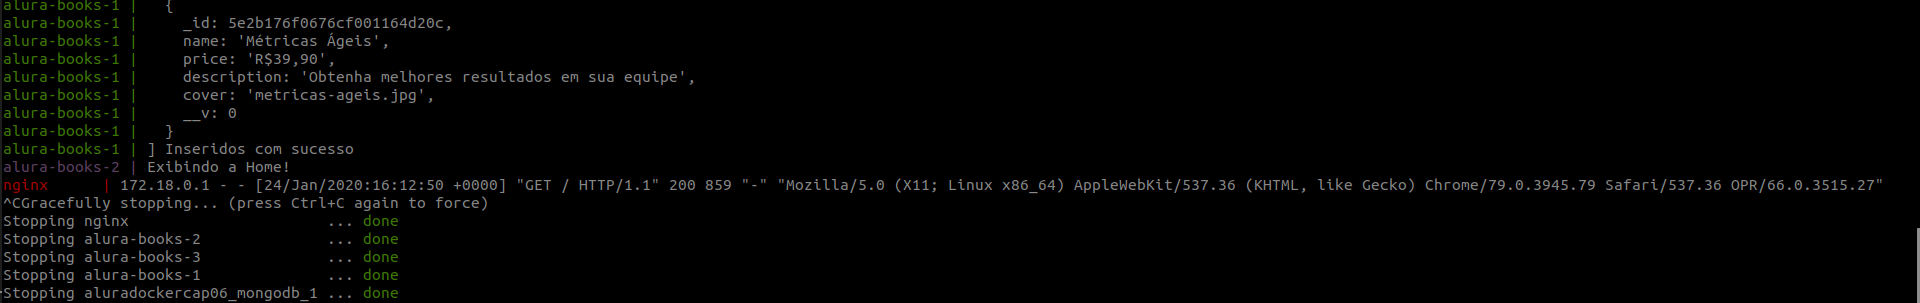 alura-books-1 |   {
alura-books-1 |     _id: 5e2b176f0676cf001164d20c,
alura-books-1 |     name: 'Métricas Ágeis',
alura-books-1 |     price: 'R$39,90',
alura-books-1 |     description: 'Obtenha melhores resultados em sua equipe',
alura-books-1 |     cover: 'metricas-ageis.jpg',
alura-books-1 |     __v: 0
alura-books-1 |   }
alura-books-1 | ] Inseridos com sucesso
alura-books-2 | Exibindo a Home!
nginx      | 172.18.0.1 - - [24/Jan/2020:16:12:50 +0000] "GET / HTTP/1.1" 200 859 "-" "Mozilla/5.0 (X11; Linux x86_64) AppleWebKit/537.36 (KHTML, like Gecko) Chrome/79.0.3945.79 Safari/537.36 OPR/66.0.3515.27"
^CGracefully stopping... (press Ctrl+C again to force)
Stopping nginx                      ... done
Stopping alura-books-2              ... done
Stopping alura-books-3              ... done
Stopping alura-books-1              ... done
Stopping aluradockercap06_mongodb_1 ... done